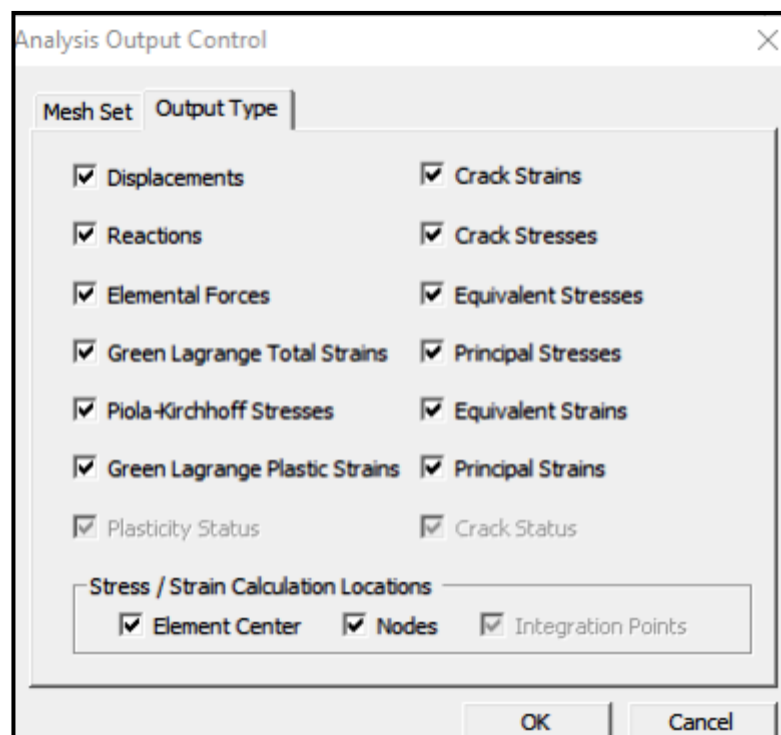 Analysis Output Control
Mesh Set Output Type
Displacements Crack Strains
Reactions Crack Stresses
Elemental Forces Equivalent Stresses
Green Lagrange Total Strains Principal Stresses
Piola-Kirchhoff Stresses Equivalent Strains
Green Lagrange Plastic Strains Principal Strains
Plasticity Status Crack Status
Stress / Strain Calculation Locations
Element Center Nodes Integration Points
OK Cancel